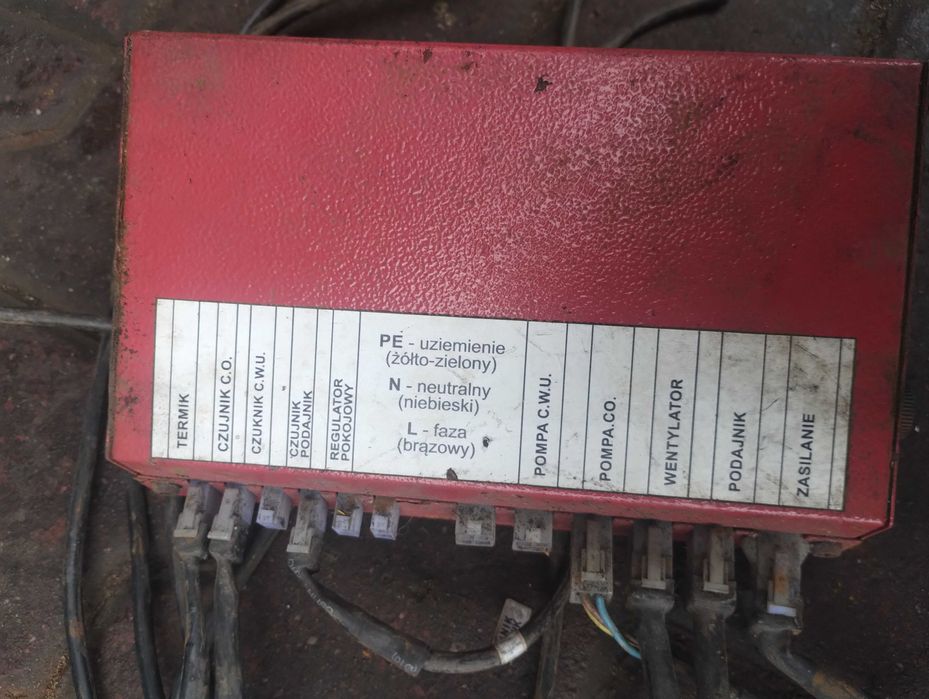 TERMIK
CZUJNIK C.O.
CZUKNIK C.W.U.
CZUJNIK
PODAJNIK
REGULATOR
POKOJOWY
PE - uziemienie
(żółto-zielony)
N - neutralny
(niebieski)
L - faza
(brązowy)
POMPA C.W.U.
POMPA.CO.
WENTYLATOR
PODAJNIK
ZASILANIE